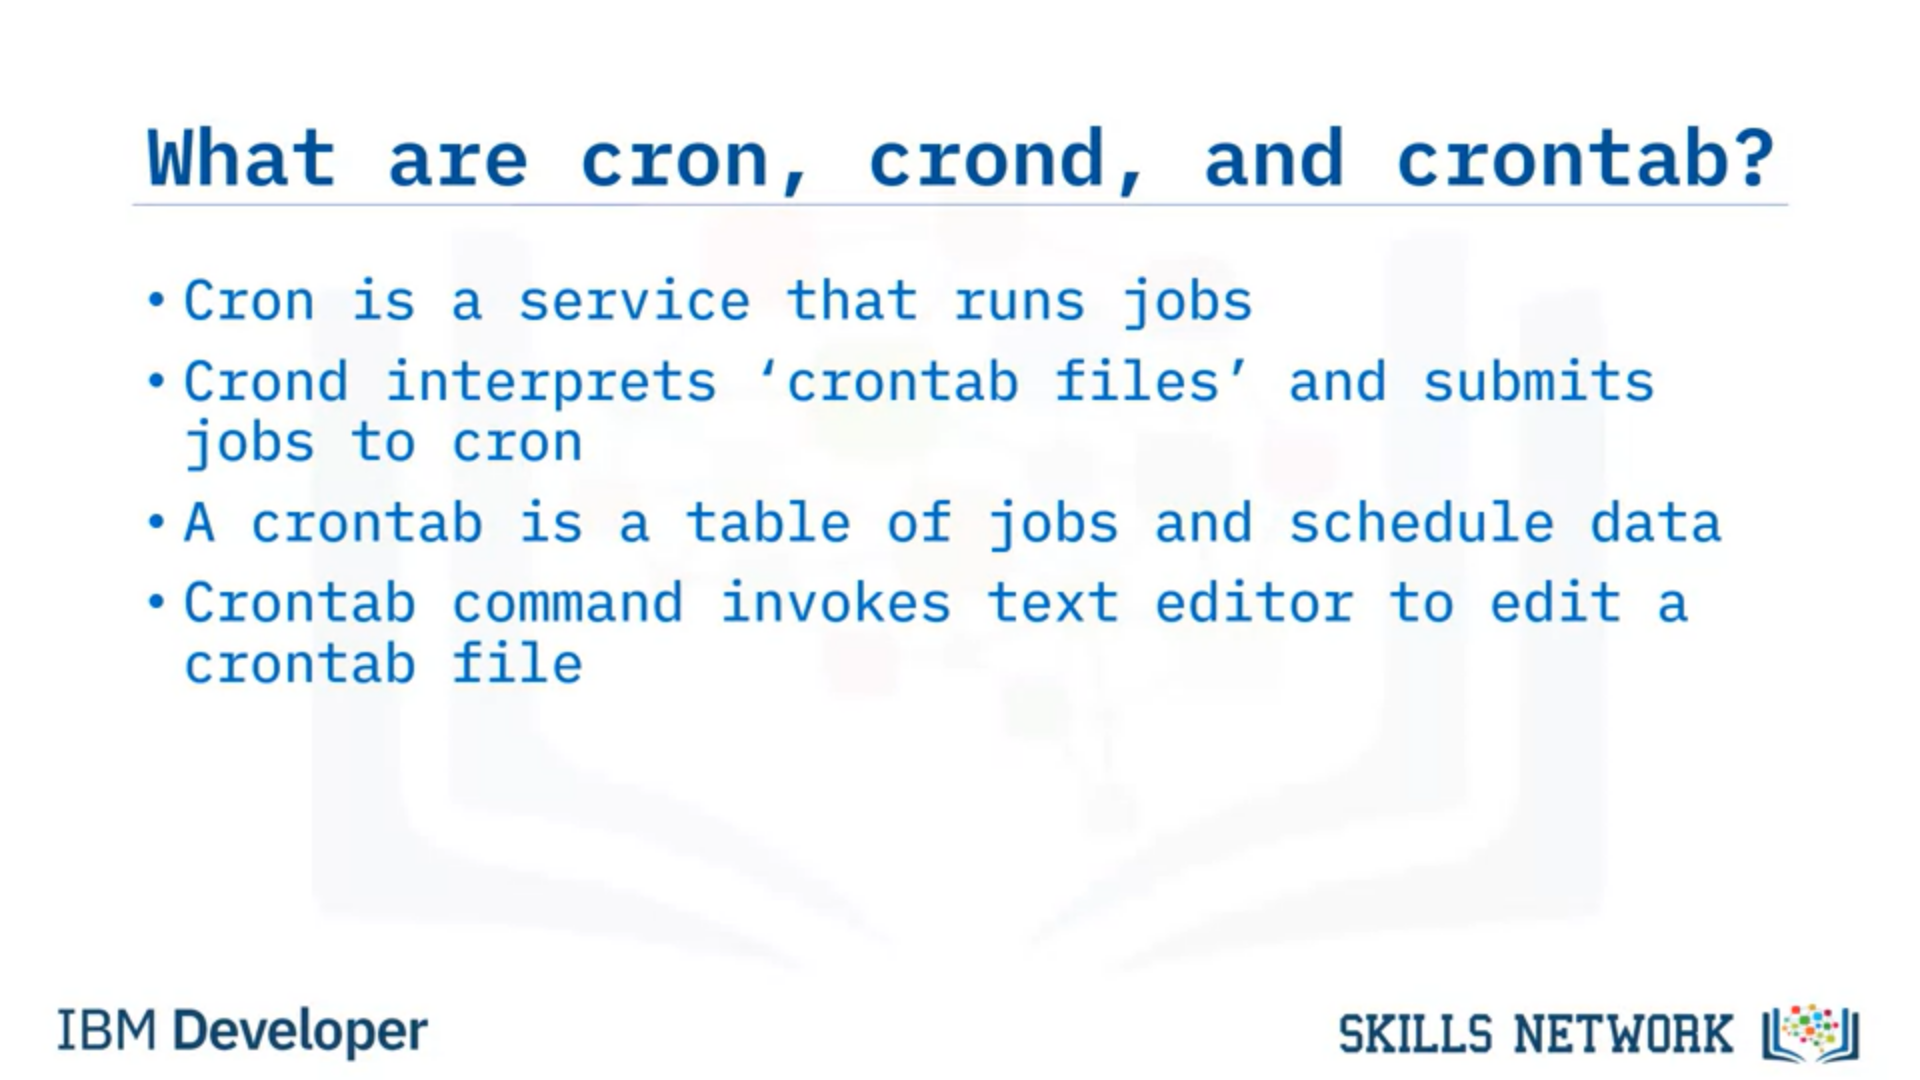 What are cron, crond, and crontab?
• Cron is a service that runs jobs
• Crond interprets ‘crontab files’ and submits
jobs to cron
• A crontab is a table of jobs and schedule data
• Crontab command invokes text editor to edit a
crontab file
IBM Developer
SKILLS NETWORK